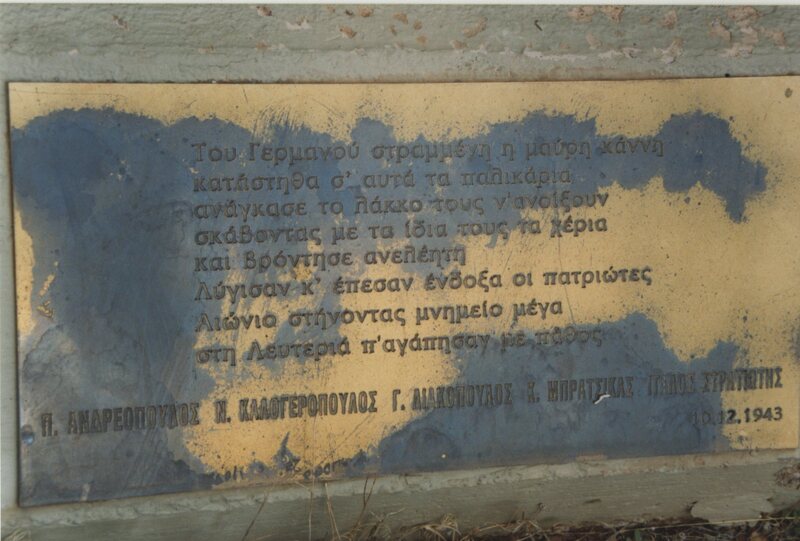 Του Γερμανού στραμμένη η μαύρη κάννη
κατάστηθα σ' αυτά τα παλικάρια
ανάγκασε το λάκκο τους ν'ανοίξουν
σκάβοντας με τα ίδια τους τα χέρια
και βρόντησε ανελέητη
Λύγισαν κ' έπεσαν ένδοξα οι πατριώτες
Αιώνιο στήνοντας μνημείο μέγα
στη Λευτεριά π'αγάπησαν με πάθος
Π. ΑΝΔΡΕΟΠΟΥΛΟΣ Ν. ΚΑΛΟΓΕΡΟΠΟΥΛΟΣ Γ. ΛΙΑΚΟΠΟΥΛΟΣ Κ. ΜΠΡΑΤΣΙΚΑΣ ΙΤΑΛΟΣ ΣΤΡΑΤΙΩΤΗΣ
10.12.1943